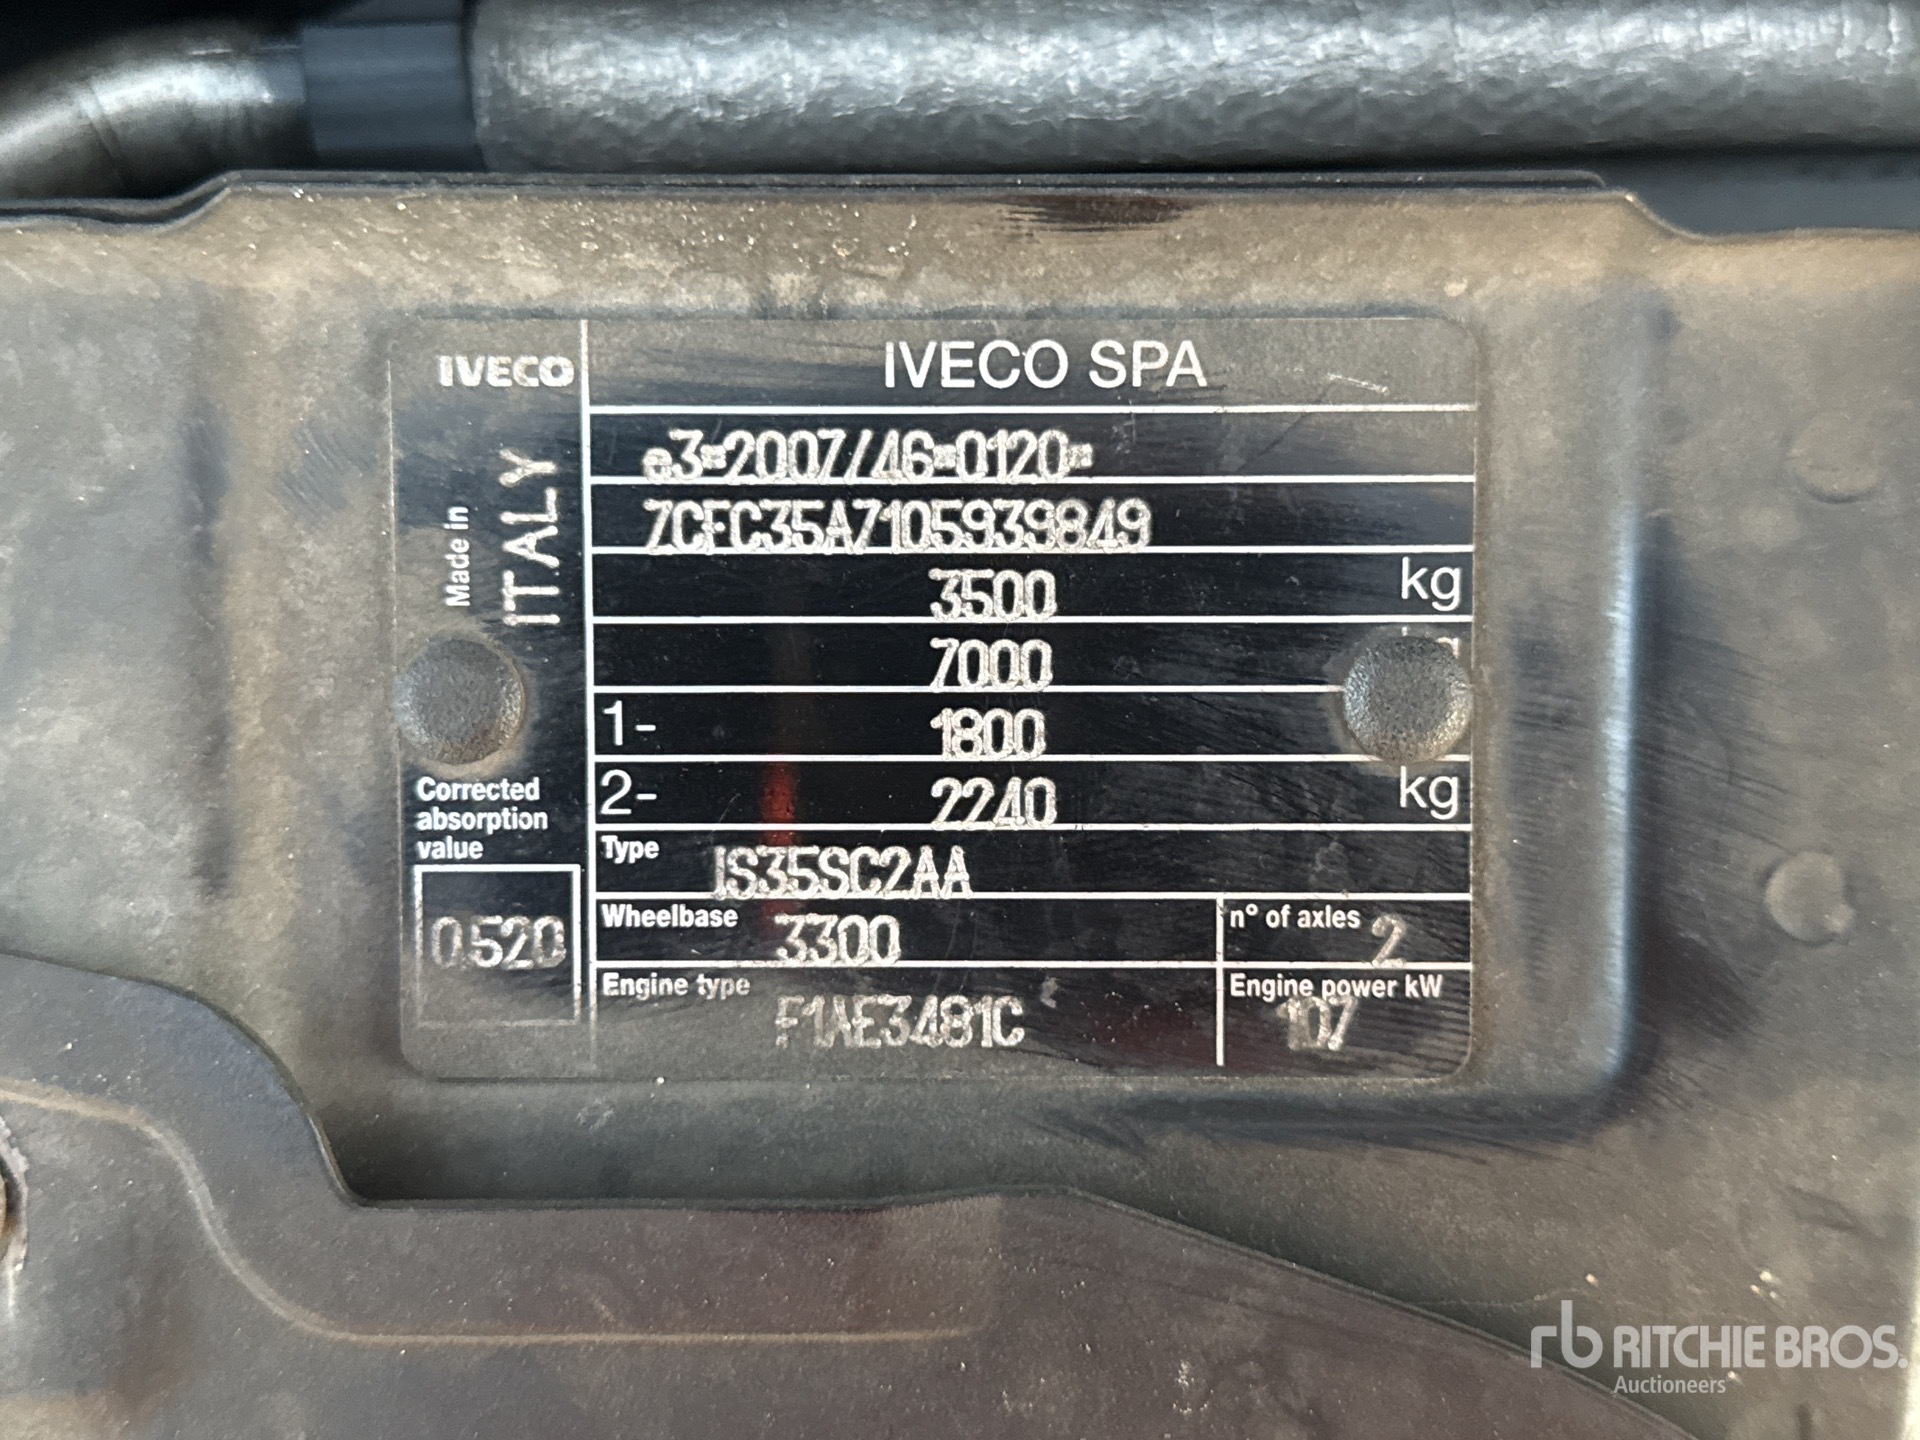 IVECO
IVECO SPA
Made in
ITALY
e3*2007/46*0120*
ZCFC35A7105939849
3500 kg
7000
1- 1800
2- 2240 kg
Corrected
absorption
value
0.520
Type IS35SC2AA
Wheelbase 3300
n° of axles 2
Engine type F1AE3481C
Engine power kW
107
rb RITCHIE BROS.
Auctioneers